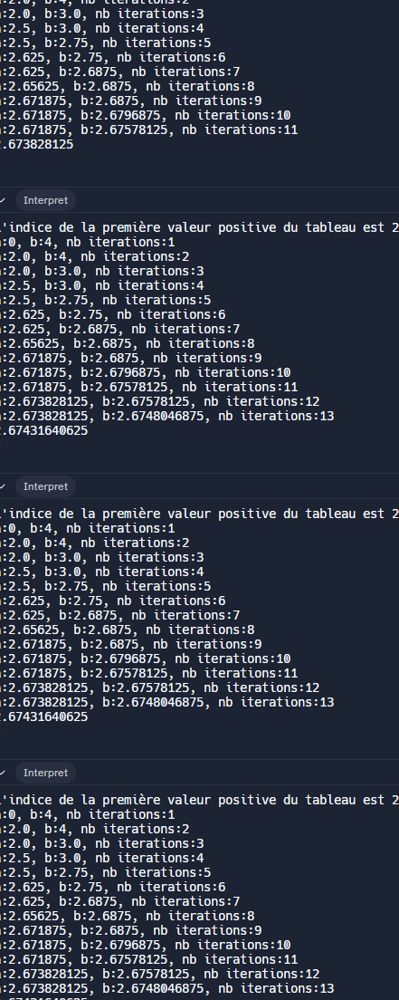 :2.0, b:4, nb iterations:2
:2.0, b:3.0, nb iterations:3
:2.5, b:3.0, nb iterations:4
:2.5, b:2.75, nb iterations:5
:2.625, b:2.75, nb iterations:6
:2.625, b:2.6875, nb iterations:7
:2.65625, b:2.6875, nb iterations:8
:2.671875, b:2.6875, nb iterations:9
:2.671875, b:2.6796875, nb iterations:10
:2.671875, b:2.67578125, nb iterations:11
.673828125
Interpret
'indice de la première valeur positive du tableau est 2
:0, b:4, nb iterations:1
:2.0, b:4, nb iterations:2
:2.0, b:3.0, nb iterations:3
:2.5, b:3.0, nb iterations:4
:2.5, b:2.75, nb iterations:5
:2.625, b:2.75, nb iterations:6
:2.625, b:2.6875, nb iterations:7
:2.65625, b:2.6875, nb iterations:8
:2.671875, b:2.6875, nb iterations:9
:2.671875, b:2.6796875, nb iterations:10
:2.671875, b:2.67578125, nb iterations:11
:2.673828125, b:2.67578125, nb iterations:12
:2.673828125, b:2.6748046875, nb iterations:13
.67431640625
Interpret
'indice de la première valeur positive du tableau est 2
:0, b:4, nb iterations:1
:2.0, b:4, nb iterations:2
:2.0, b:3.0, nb iterations:3
:2.5, b:3.0, nb iterations:4
:2.5, b:2.75, nb iterations:5
:2.625, b:2.75, nb iterations:6
:2.625, b:2.6875, nb iterations:7
:2.65625, b:2.6875, nb iterations:8
:2.671875, b:2.6875, nb iterations:9
:2.671875, b:2.6796875, nb iterations:10
:2.671875, b:2.67578125, nb iterations:11
:2.673828125, b:2.67578125, nb iterations:12
:2.673828125, b:2.6748046875, nb iterations:13
.67431640625
Interpret
'indice de la première valeur positive du tableau est 2
:0, b:4, nb iterations:1
:2.0, b:4, nb iterations:2
:2.0, b:3.0, nb iterations:3
:2.5, b:3.0, nb iterations:4
:2.5, b:2.75, nb iterations:5
:2.625, b:2.75, nb iterations:6
:2.625, b:2.6875, nb iterations:7
:2.65625, b:2.6875, nb iterations:8
:2.671875, b:2.6875, nb iterations:9
:2.671875, b:2.6796875, nb iterations:10
:2.671875, b:2.67578125, nb iterations:11
:2.673828125, b:2.67578125, nb iterations:12
:2.673828125, b:2.6748046875, nb iterations:13